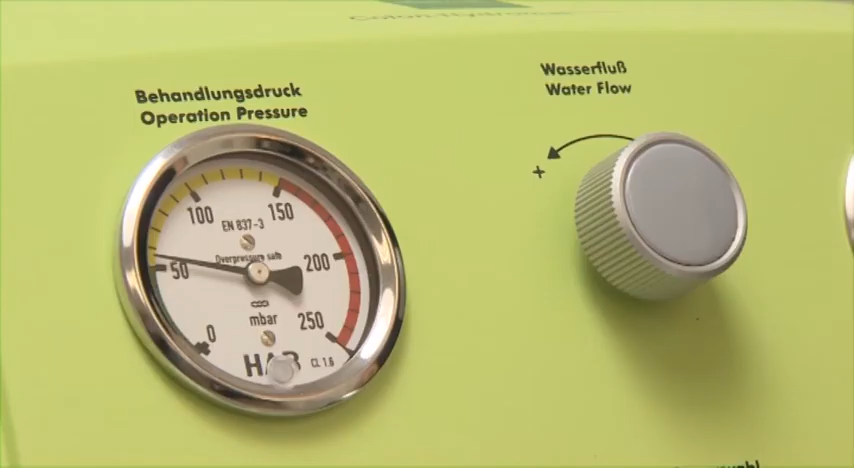 Behandlungsdruck
Operation Pressure
Wasserfluß
Water Flow
+
100
150
EN 837-3
Overpressure safe
50
200
mbar
0
250
CL 1.6